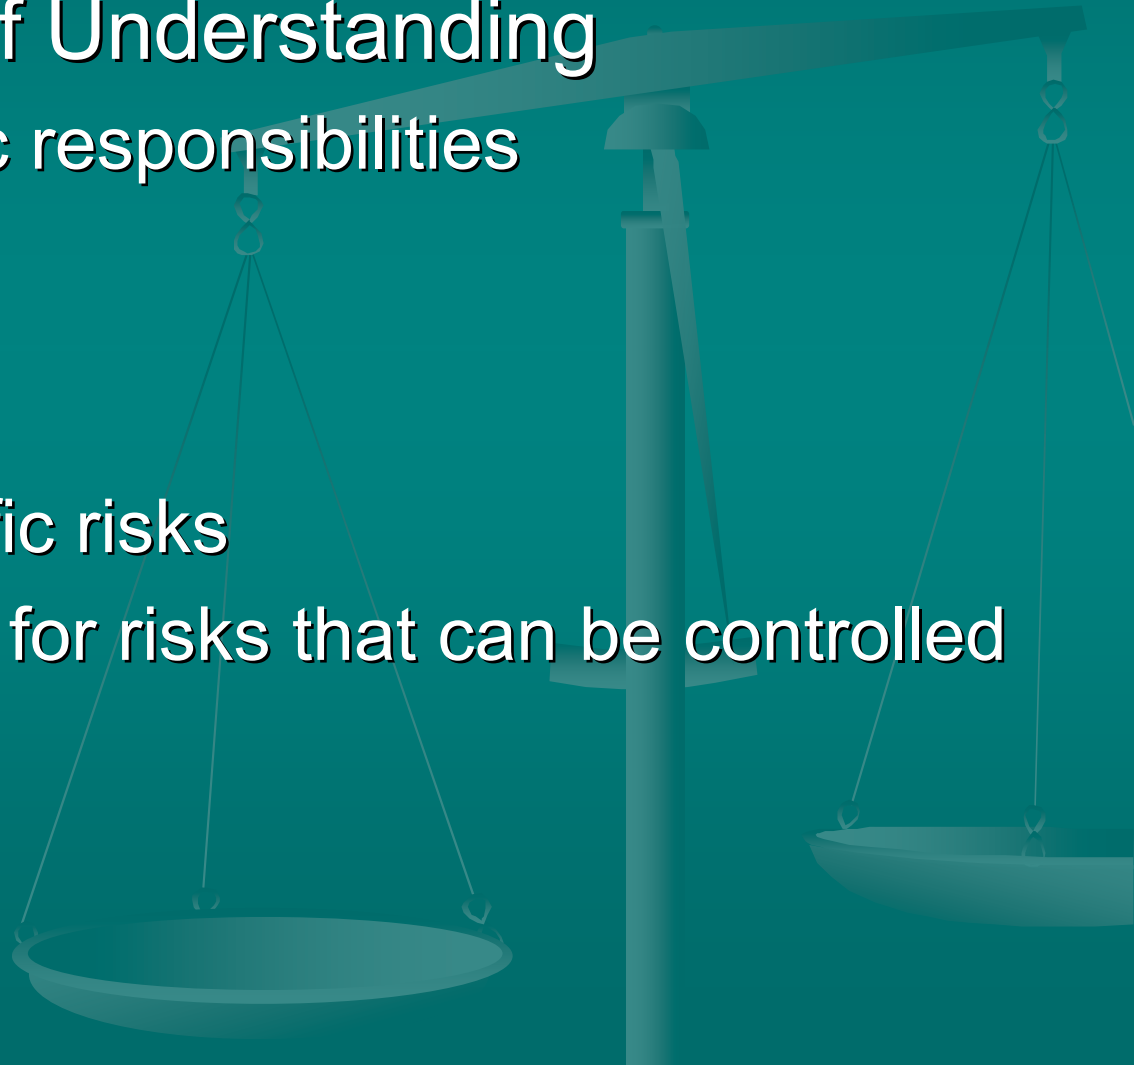 f Understanding
c responsibilities
fic risks
for risks that can be controlled